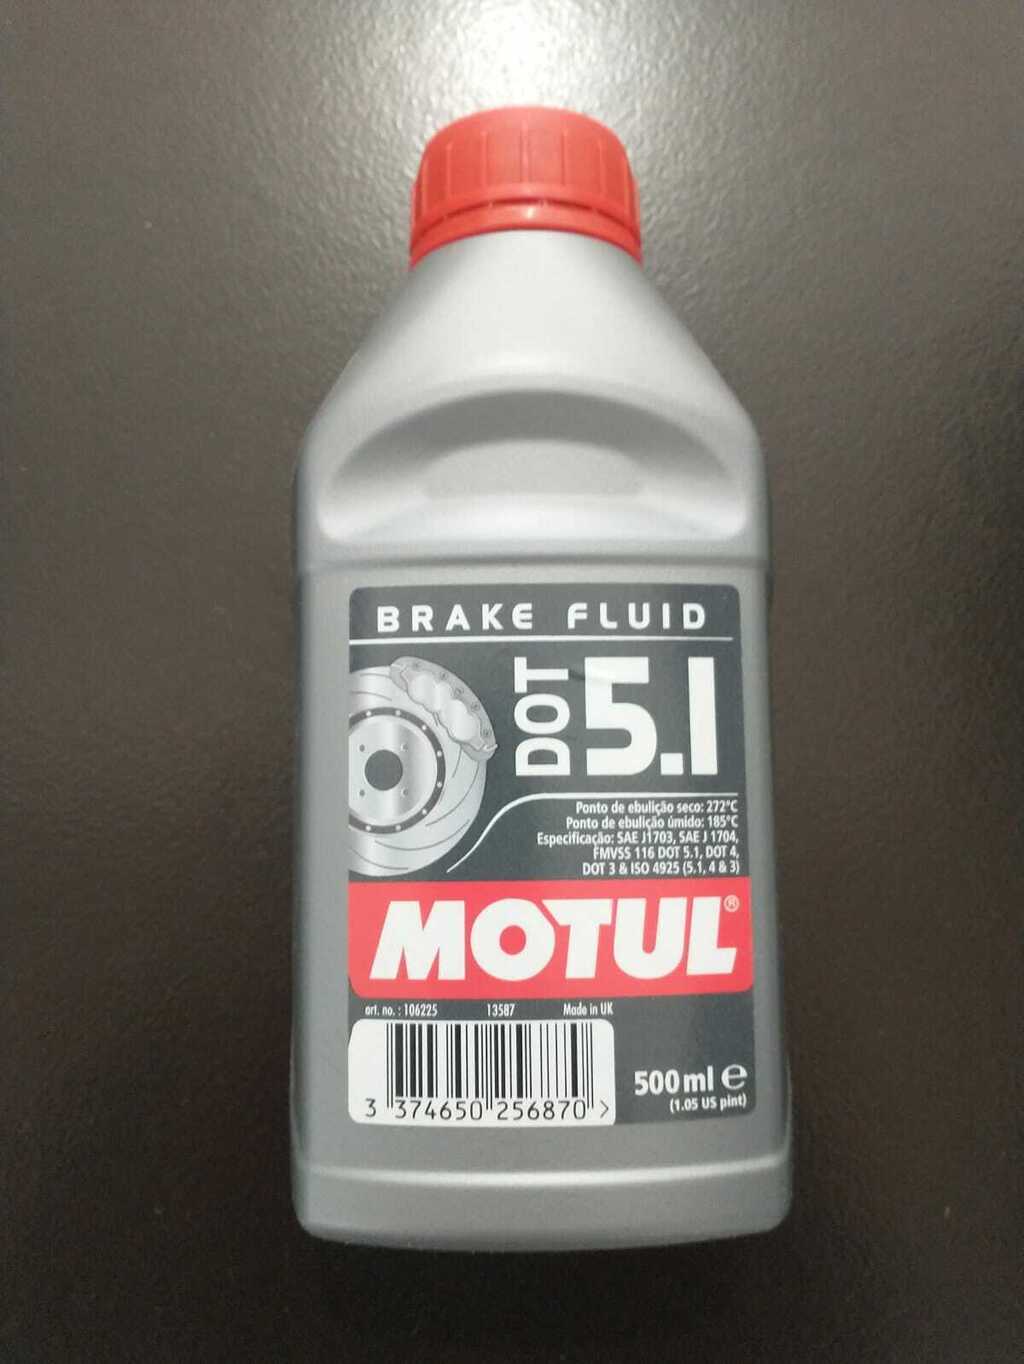 BRAKE FLUID
DOT 5.1
Ponto de ebulição seco: 272°C
Ponto de ebulição úmido: 185°C
Especificação: SAE J1703, SAE J 1704,
FMVSS 116 DOT 5.1, DOT 4,
DOT 3 & ISO 4925 (5.1, 4 & 3)
MOTUL®
art. no. : 106225 13587 Made in UK
500 ml ℮
(1.05 US pint)
3 374650 256870 >